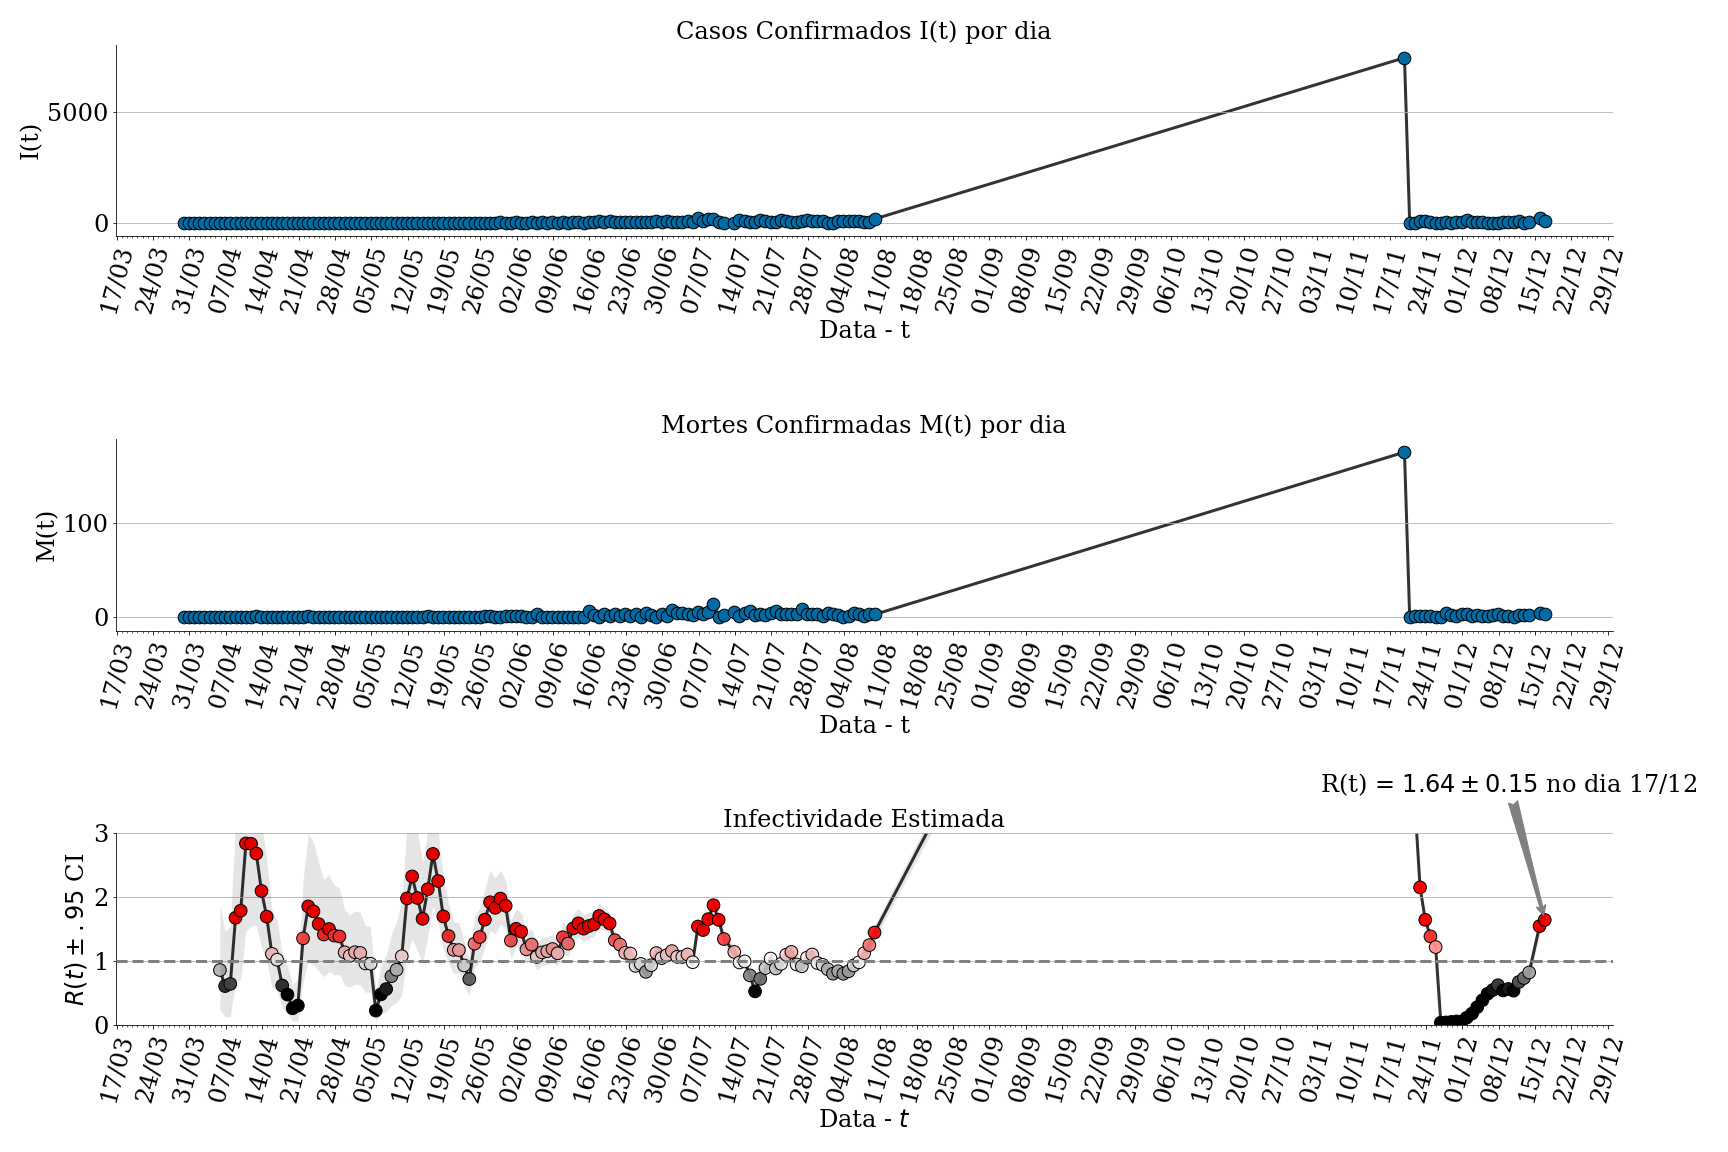 Casos Confirmados I(t) por dia
I(t)
5000
0
17/03 24/03 31/03 07/04 14/04 21/04 28/04 05/05 12/05 19/05 26/05 02/06 09/06 16/06 23/06 30/06 07/07 14/07 21/07 28/07 04/08 11/08 18/08 25/08 01/09 08/09 15/09 22/09 29/09 06/10 13/10 20/10 27/10 03/11 10/11 17/11 24/11 01/12 08/12 15/12 22/12 29/12
Data - t
Mortes Confirmadas M(t) por dia
M(t)
100
0
17/03 24/03 31/03 07/04 14/04 21/04 28/04 05/05 12/05 19/05 26/05 02/06 09/06 16/06 23/06 30/06 07/07 14/07 21/07 28/07 04/08 11/08 18/08 25/08 01/09 08/09 15/09 22/09 29/09 06/10 13/10 20/10 27/10 03/11 10/11 17/11 24/11 01/12 08/12 15/12 22/12 29/12
Data - t
R(t) = 1.64 ± 0.15 no dia 17/12
Infectividade Estimada
R(t) ± .95 CI
3
2
1
0
17/03 24/03 31/03 07/04 14/04 21/04 28/04 05/05 12/05 19/05 26/05 02/06 09/06 16/06 23/06 30/06 07/07 14/07 21/07 28/07 04/08 11/08 18/08 25/08 01/09 08/09 15/09 22/09 29/09 06/10 13/10 20/10 27/10 03/11 10/11 17/11 24/11 01/12 08/12 15/12 22/12 29/12
Data - t